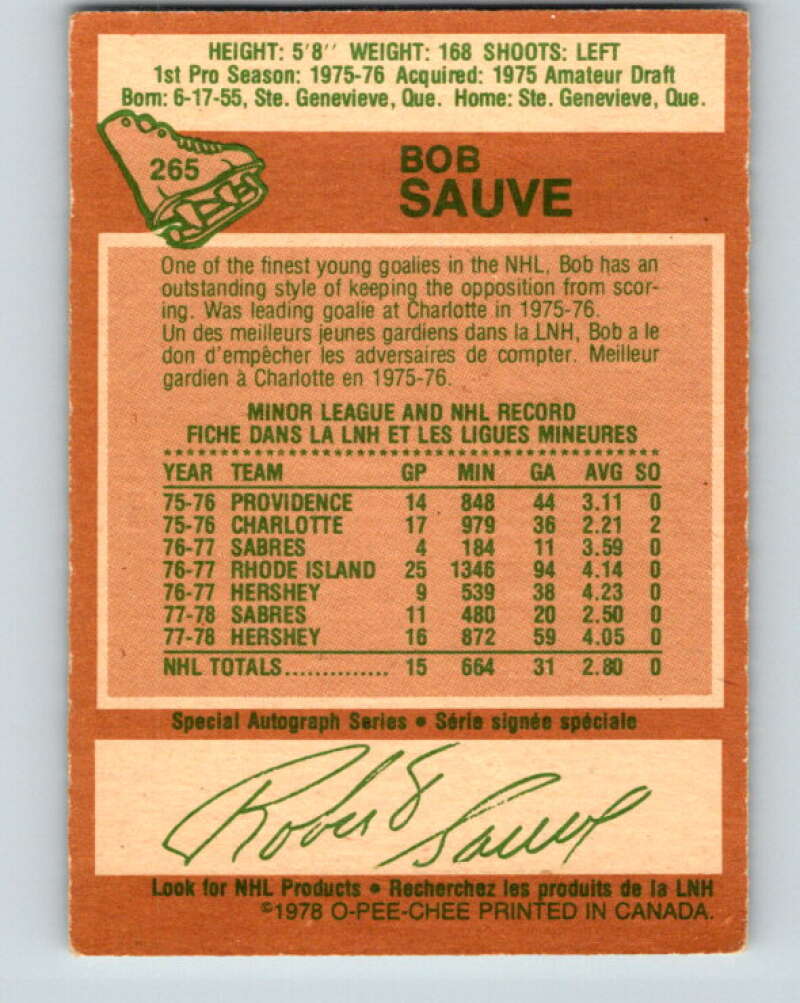 HEIGHT: 5'8'' WEIGHT: 168 SHOOTS: LEFT
1st Pro Season: 1975-76 Acquired: 1975 Amateur Draft
Born: 6-17-55, Ste. Genevieve, Que. Home: Ste. Genevieve, Que.
265
BOB
SAUVE
One of the finest young goalies in the NHL, Bob has an
outstanding style of keeping the opposition from scor-
ing. Was leading goalie at Charlotte in 1975-76.
Un des meilleurs jeunes gardiens dans la LNH, Bob a le
don d'empêcher les adversaires de compter. Meilleur
gardien à Charlotte en 1975-76.
MINOR LEAGUE AND NHL RECORD
FICHE DANS LA LNH ET LES LIGUES MINEURES
YEAR TEAM GP MIN GA AVG SO
75-76 PROVIDENCE 14 848 44 3.11 0
75-76 CHARLOTTE 17 979 36 2.21 2
76-77 SABRES 4 184 11 3.59 0
76-77 RHODE ISLAND 25 1346 94 4.14 0
76-77 HERSHEY 9 539 38 4.23 0
77-78 SABRES 11 480 20 2.50 0
77-78 HERSHEY 16 872 59 4.05 0
NHL TOTALS.............. 15 664 31 2.80 0
Special Autograph Series • Série signée spéciale
Robert Sauve
Look for NHL Products • Recherchez les produits de la LNH
©1978 O-PEE-CHEE PRINTED IN CANADA.